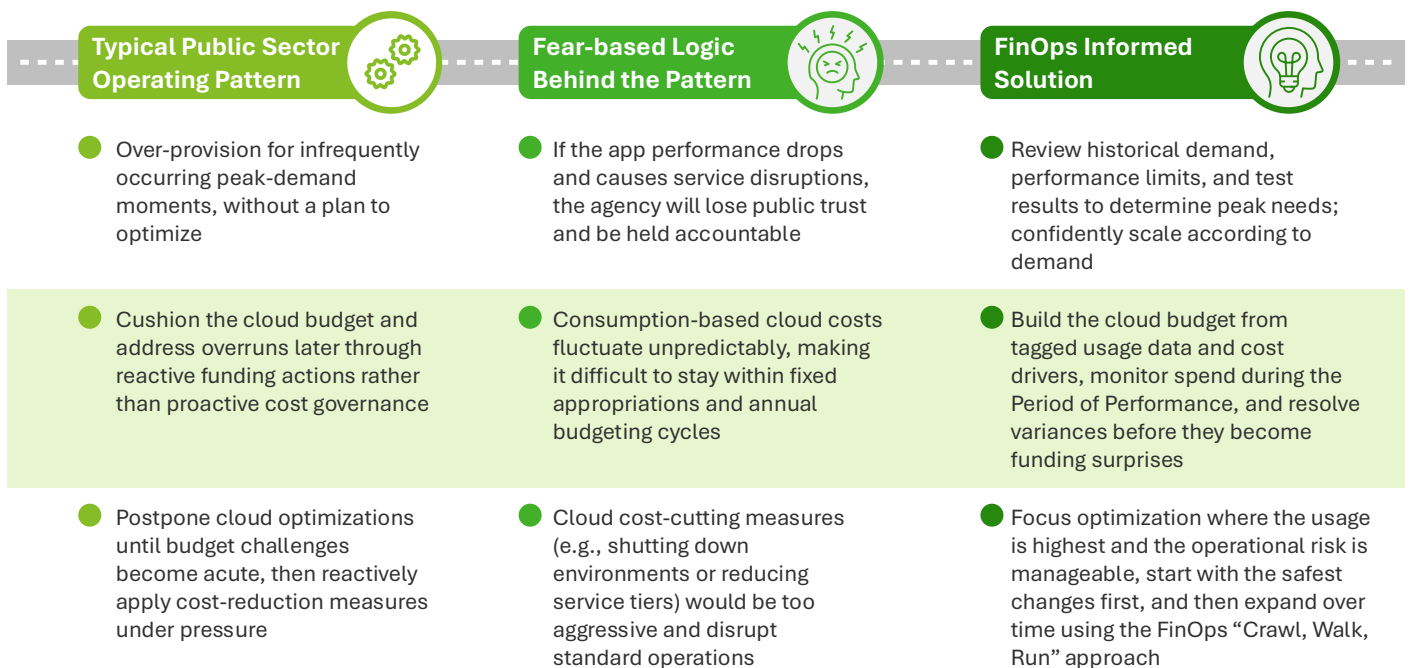 Typical Public Sector
Operating Pattern
Fear-based Logic
Behind the Pattern
FinOps Informed
Solution
Over-provision for infrequently
occurring peak-demand
moments, without a plan to
optimize
If the app performance drops
and causes service disruptions,
the agency will lose public trust
and be held accountable
Review historical demand,
performance limits, and test
results to determine peak needs;
confidently scale according to
demand
Cushion the cloud budget and
address overruns later through
reactive funding actions rather
than proactive cost governance
Consumption-based cloud costs
fluctuate unpredictably, making
it difficult to stay within fixed
appropriations and annual
budgeting cycles
Build the cloud budget from
tagged usage data and cost
drivers, monitor spend during the
Period of Performance, and resolve
variances before they become
funding surprises
Postpone cloud optimizations
until budget challenges
become acute, then reactively
apply cost-reduction measures
under pressure
Cloud cost-cutting measures
(e.g., shutting down
environments or reducing
service tiers) would be too
aggressive and disrupt
standard operations
Focus optimization where the usage
is highest and the operational risk is
manageable, start with the safest
changes first, and then expand over
time using the FinOps “Crawl, Walk,
Run” approach